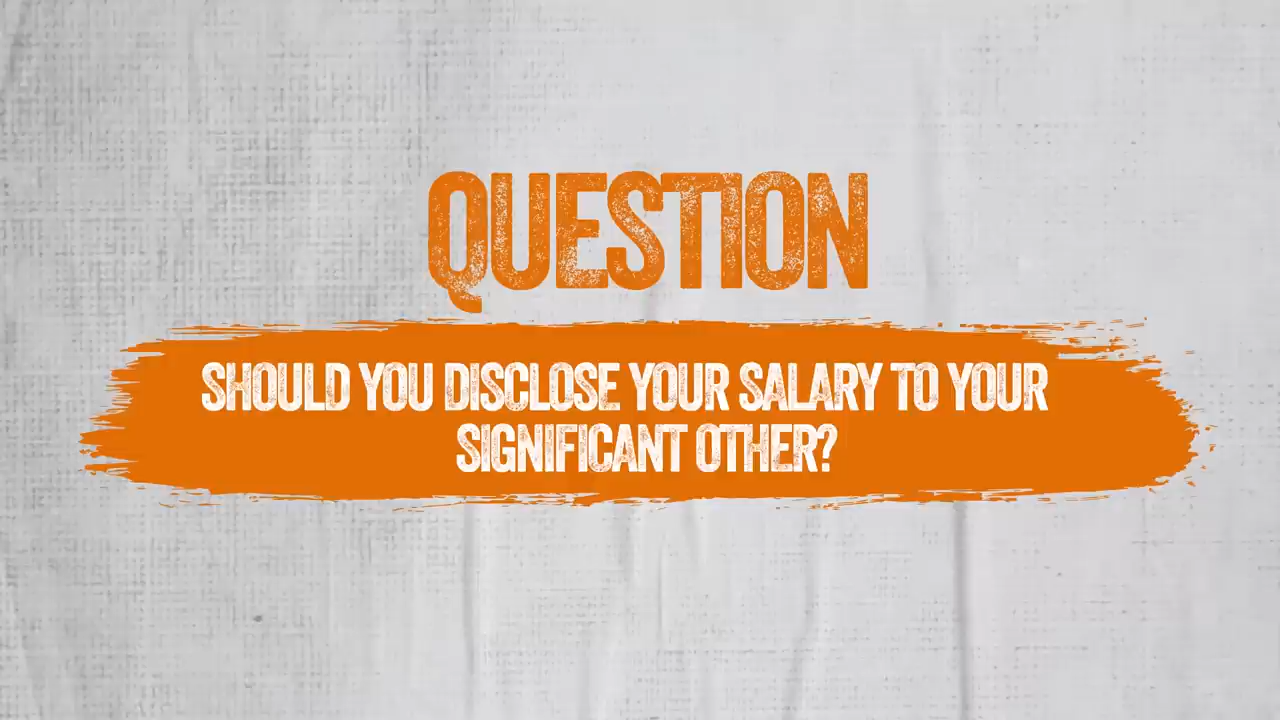 QUESTION
SHOULD YOU DISCLOSE YOUR SALARY TO YOUR
SIGNIFICANT OTHER?